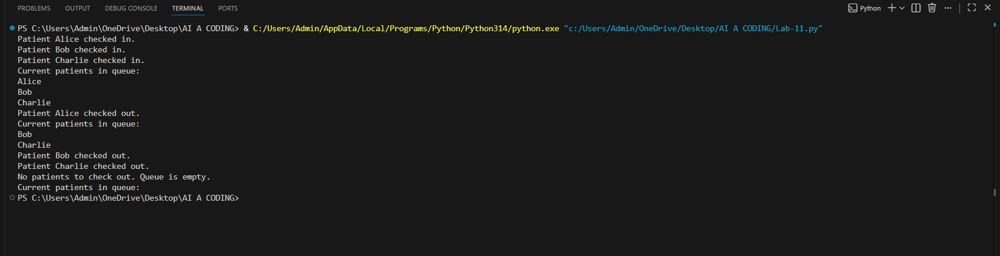 PROBLEMS OUTPUT DEBUG CONSOLE TERMINAL PORTS Python
PS C:\Users\Admin\OneDrive\Desktop\AI A CODING> & C:/Users/Admin/AppData/Local/Programs/Python/Python314/python.exe "c:/Users/Admin/OneDrive/Desktop/AI A CODING/Lab-11.py"
Patient Alice checked in.
Patient Bob checked in.
Patient Charlie checked in.
Current patients in queue:
Alice
Bob
Charlie
Patient Alice checked out.
Current patients in queue:
Bob
Charlie
Patient Bob checked out.
Patient Charlie checked out.
No patients to check out. Queue is empty.
Current patients in queue:
PS C:\Users\Admin\OneDrive\Desktop\AI A CODING>